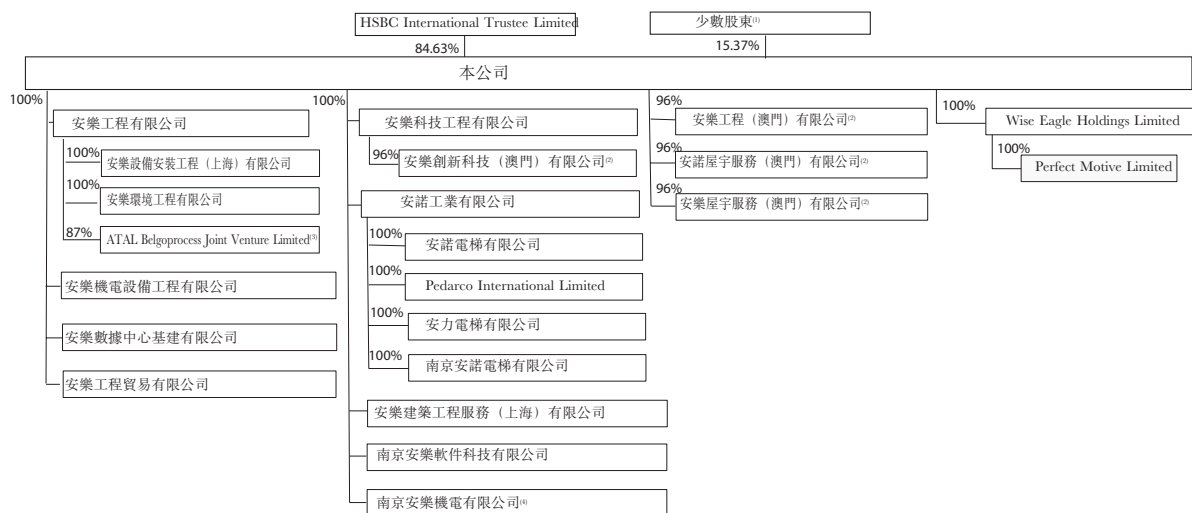 HSBC International Trustee Limited
少數股東(1)
84.63%
15.37%
本公司
100%
安樂工程有限公司
100%
安樂設備安裝工程（上海）有限公司
100%
安樂環境工程有限公司
87%
ATAL Belgoprocess Joint Venture Limited(3)
安樂機電設備工程有限公司
安樂數據中心基建有限公司
安樂工程貿易有限公司
100%
安樂科技工程有限公司
96%
安樂創新科技（澳門）有限公司(2)
安諾工業有限公司
100%
安諾電梯有限公司
100%
Pedarco International Limited
100%
安力電梯有限公司
100%
南京安諾電梯有限公司
安樂建築工程服務（上海）有限公司
南京安樂軟件科技有限公司
南京安樂機電有限公司(4)
96%
安樂工程（澳門）有限公司(2)
96%
安諾屋宇服務（澳門）有限公司(2)
96%
安樂屋宇服務（澳門）有限公司(2)
100%
Wise Eagle Holdings Limited
100%
Perfect Motive Limited